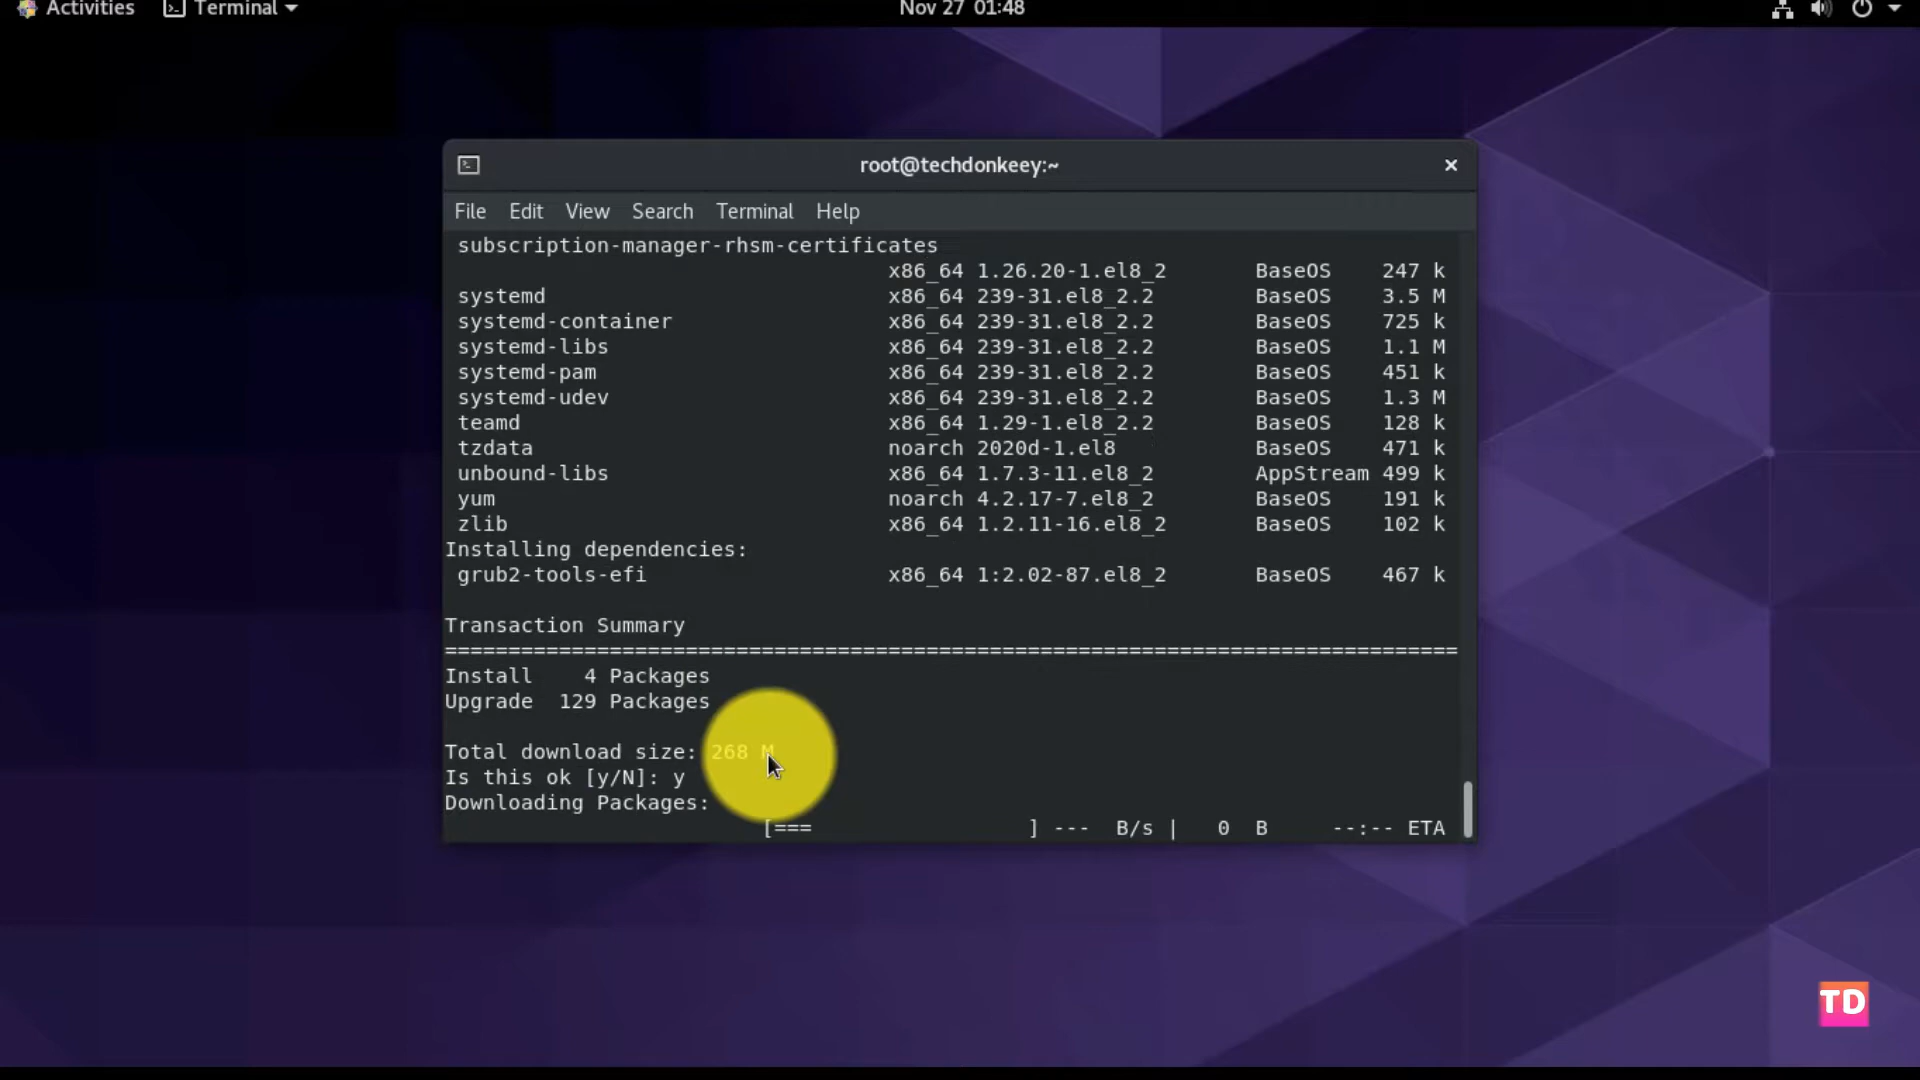 Activities Terminal Nov 27 01:48
root@techdonkeey:~ ×
File Edit View Search Terminal Help
subscription-manager-rhsm-certificates
x86_64 1.26.20-1.el8_2 BaseOS 247 k
systemd x86_64 239-31.el8_2.2 BaseOS 3.5 M
systemd-container x86_64 239-31.el8_2.2 BaseOS 725 k
systemd-libs x86_64 239-31.el8_2.2 BaseOS 1.1 M
systemd-pam x86_64 239-31.el8_2.2 BaseOS 451 k
systemd-udev x86_64 239-31.el8_2.2 BaseOS 1.3 M
teamd x86_64 1.29-1.el8_2.2 BaseOS 128 k
tzdata noarch 2020d-1.el8 BaseOS 471 k
unbound-libs x86_64 1.7.3-11.el8_2 AppStream 499 k
yum noarch 4.2.17-7.el8_2 BaseOS 191 k
zlib x86_64 1.2.11-16.el8_2 BaseOS 102 k
Installing dependencies:
grub2-tools-efi x86_64 1:2.02-87.el8_2 BaseOS 467 k
Transaction Summary
================================================================================
Install 4 Packages
Upgrade 129 Packages
Total download size: 268 M
Is this ok [y/N]: y
Downloading Packages:
[=== ] --- B/s | 0 B --:-- ETA
TD